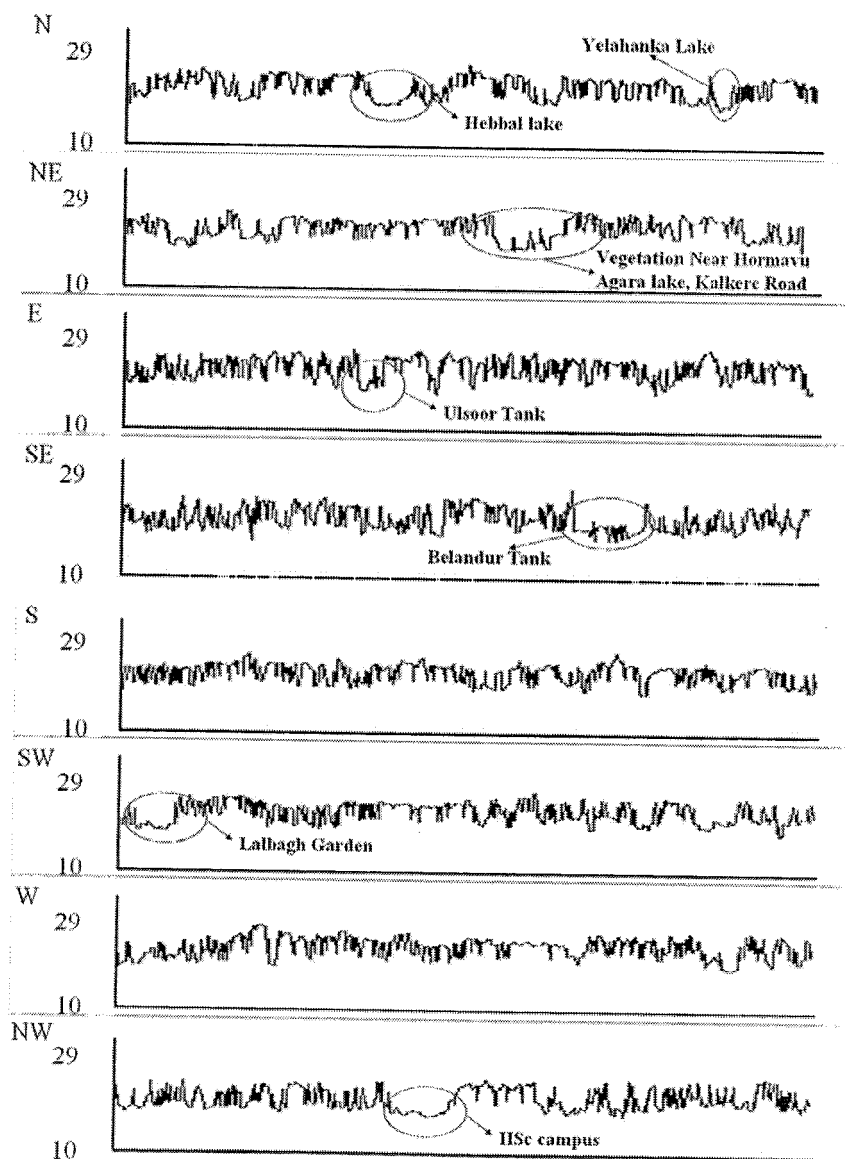 N
29
10
Yelahanka Lake
Hebbal lake
NE
29
10
Vegetation Near Hormavu
Agara lake, Kalkere Road
E
29
10
Ulsoor Tank
SE
29
10
Belandur Tank
S
29
10
SW
29
10
Lalbagh Garden
W
29
10
NW
29
10
IISc campus